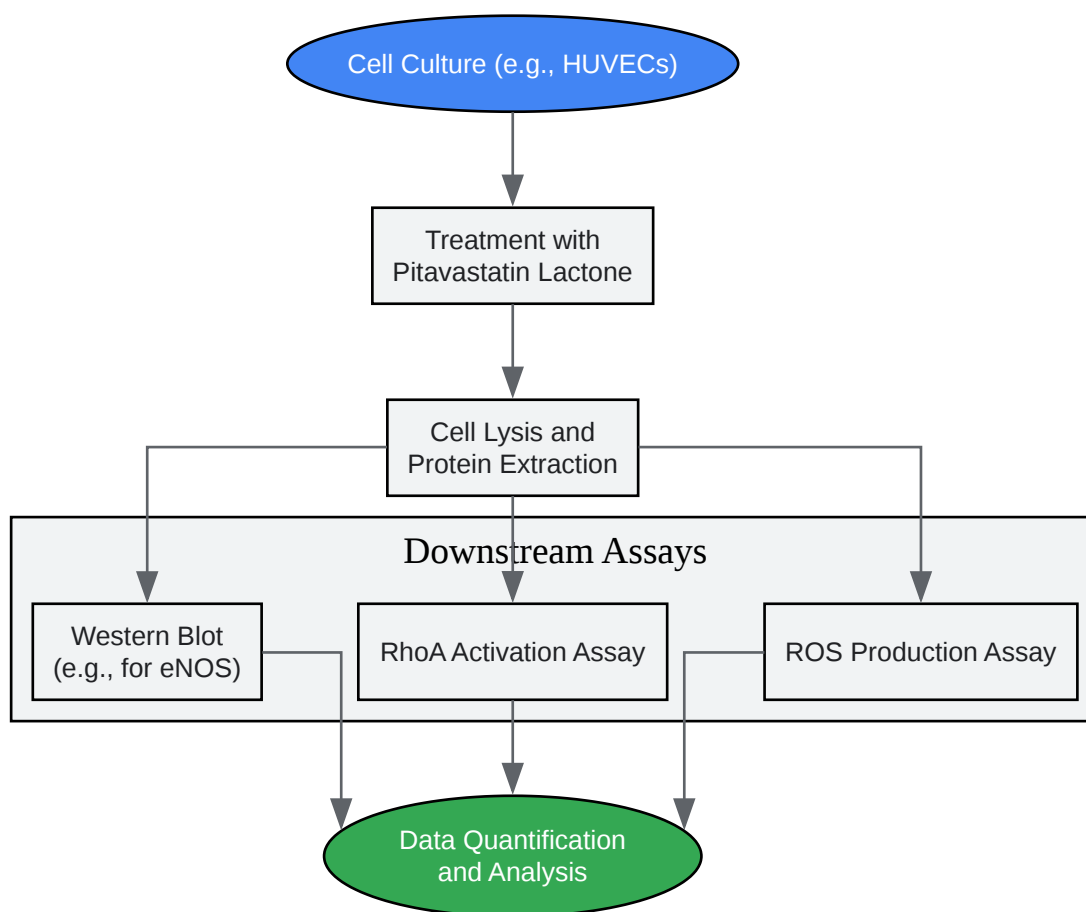 Cell Culture (e.g., HUVECs)
Treatment with
Pitavastatin Lactone
Cell Lysis and
Protein Extraction
Downstream Assays
Western Blot
(e.g., for eNOS)
RhoA Activation Assay
ROS Production Assay
Data Quantification
and Analysis